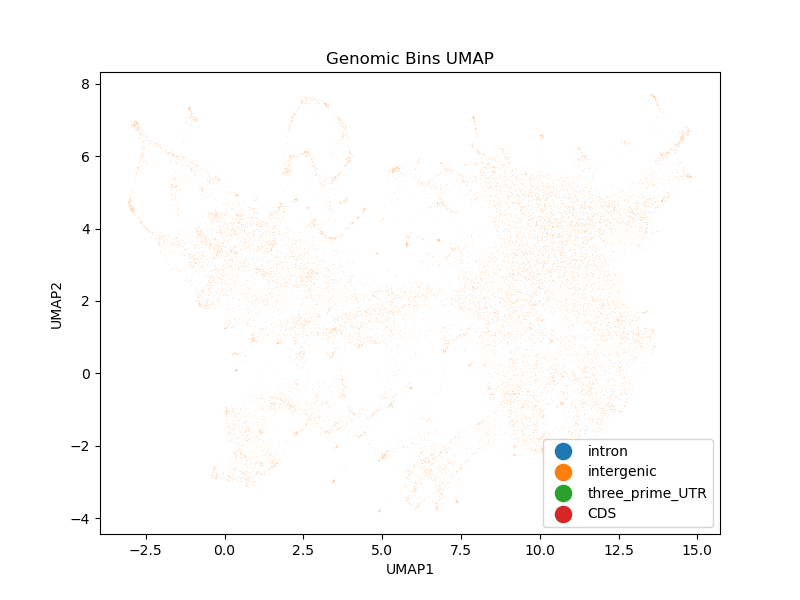 Genomic Bins UMAP
8
6
4
2
0
−2
−4
UMAP2
−2.5 0.0 2.5 5.0 7.5 10.0 12.5 15.0
UMAP1
intron
intergenic
three_prime_UTR
CDS